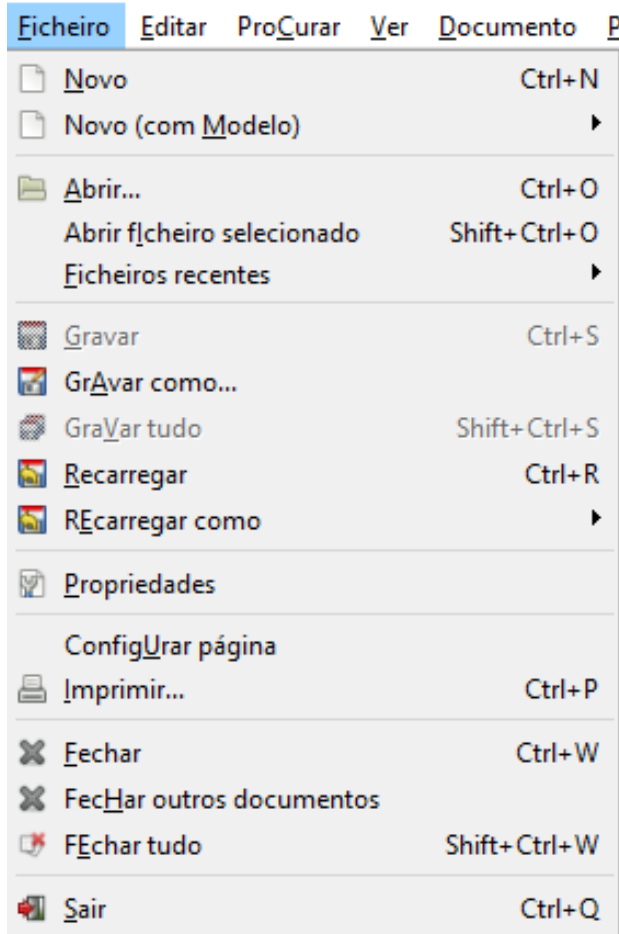 Ficheiro Editar ProCurar Ver Documento P
Novo Ctrl+N
Novo (com Modelo)
Abrir... Ctrl+O
Abrir fIcheiro selecionado Shift+Ctrl+O
Ficheiros recentes
Gravar Ctrl+S
GrAvar como...
GraVar tudo Shift+Ctrl+S
Recarregar Ctrl+R
REcarregar como
Propriedades
ConfigUrar página
Imprimir... Ctrl+P
Fechar Ctrl+W
FecHar outros documentos
FEchar tudo Shift+Ctrl+W
Sair Ctrl+Q